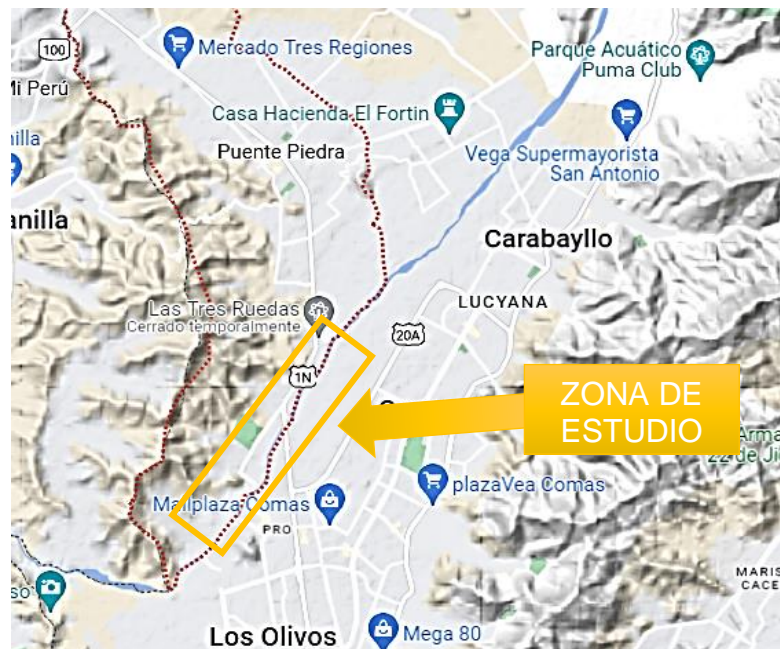 100
Mercado Tres Regiones
Parque Acuático
Puma Club
Mi Perú
Casa Hacienda El Fortin
nilla
Puente Piedra
Vega Supermayorista
San Antonio
anilla
Carabayllo
LUCYANA
Las Tres Ruedas
Cerrado temporalmente
20A
1N
ZONA DE
ESTUDIO
Arma
22 de Ji
plazaVea Comas
Mallplaza Comas
PRO
MARIS
CACE
so
Los Olivos
Mega 80